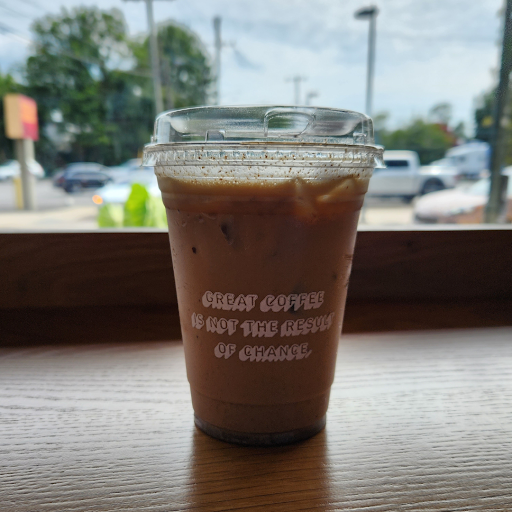 GREAT COFFEE
IS NOT THE RESULT
OF CHANCE.